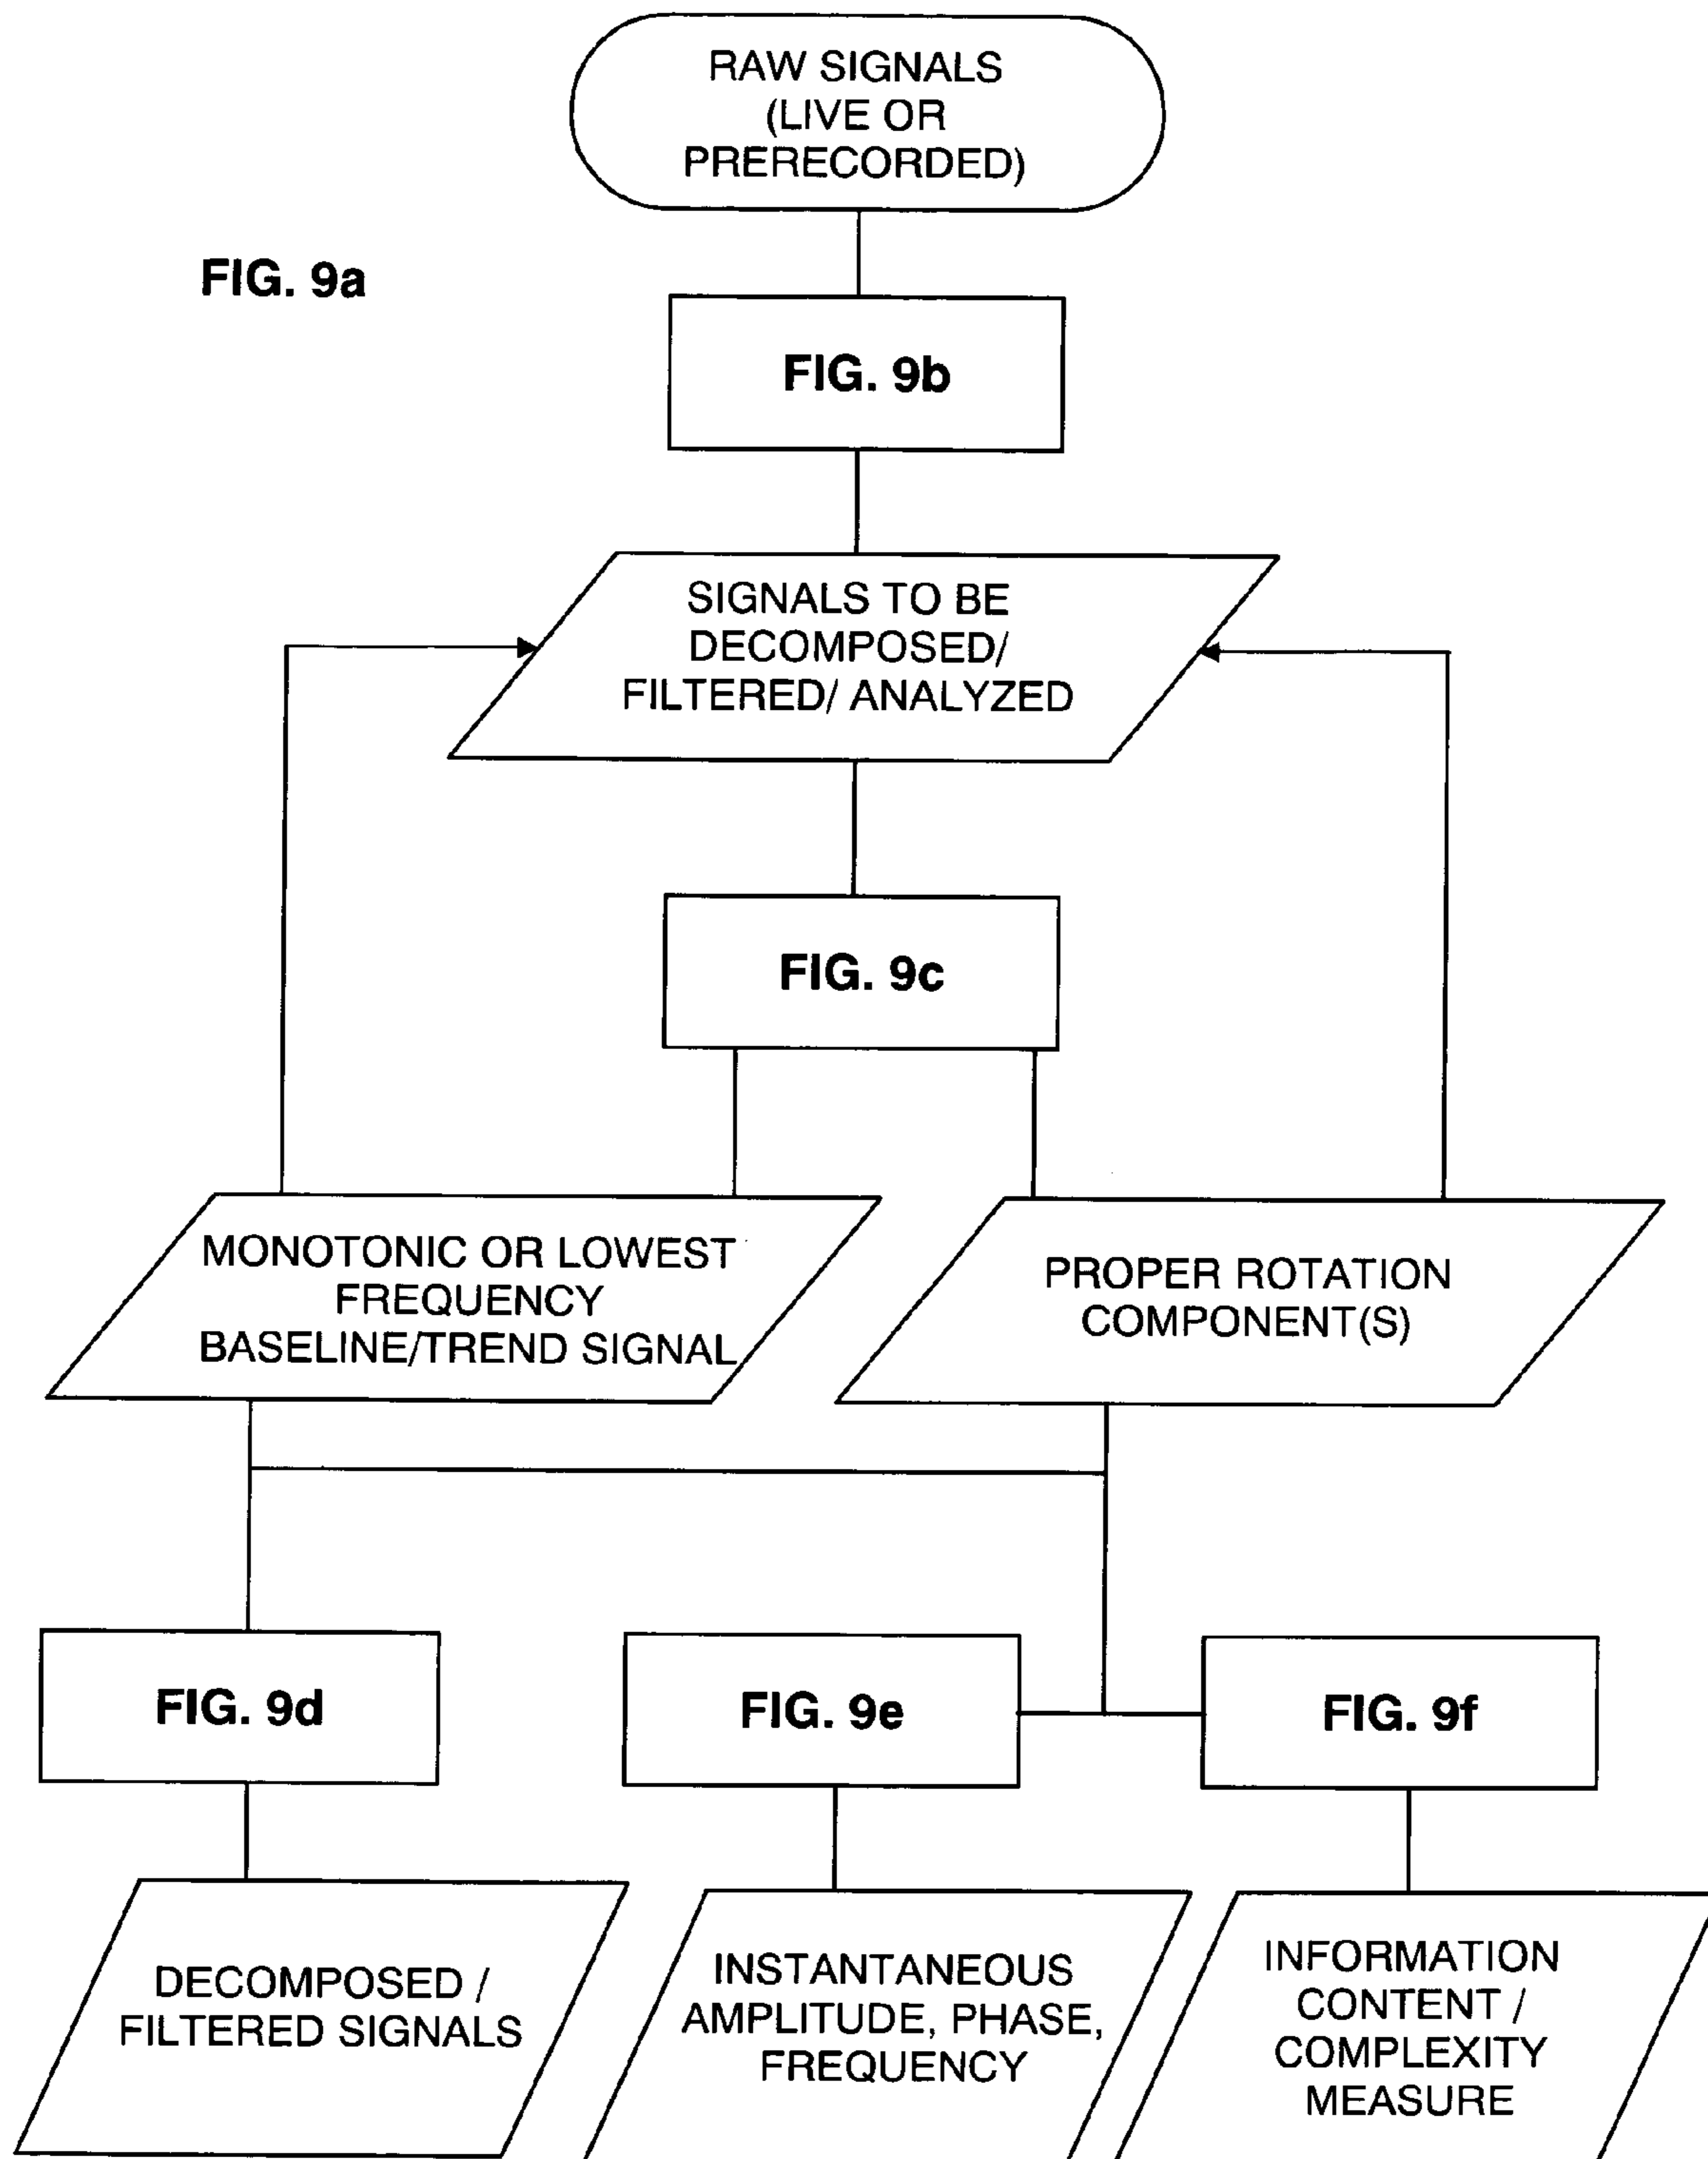 RAW SIGNALS
(LIVE OR
PRERECORDED)
FIG. 9a
FIG. 9b
SIGNALS TO BE
DECOMPOSED/
FILTERED/ ANALYZED
FIG. 9c
MONOTONIC OR LOWEST
FREQUENCY
BASELINE/TREND SIGNAL
PROPER ROTATION
COMPONENT(S)
FIG. 9d
FIG. 9e
FIG. 9f
DECOMPOSED /
FILTERED SIGNALS
INSTANTANEOUS
AMPLITUDE, PHASE,
FREQUENCY
INFORMATION
CONTENT /
COMPLEXITY
MEASURE